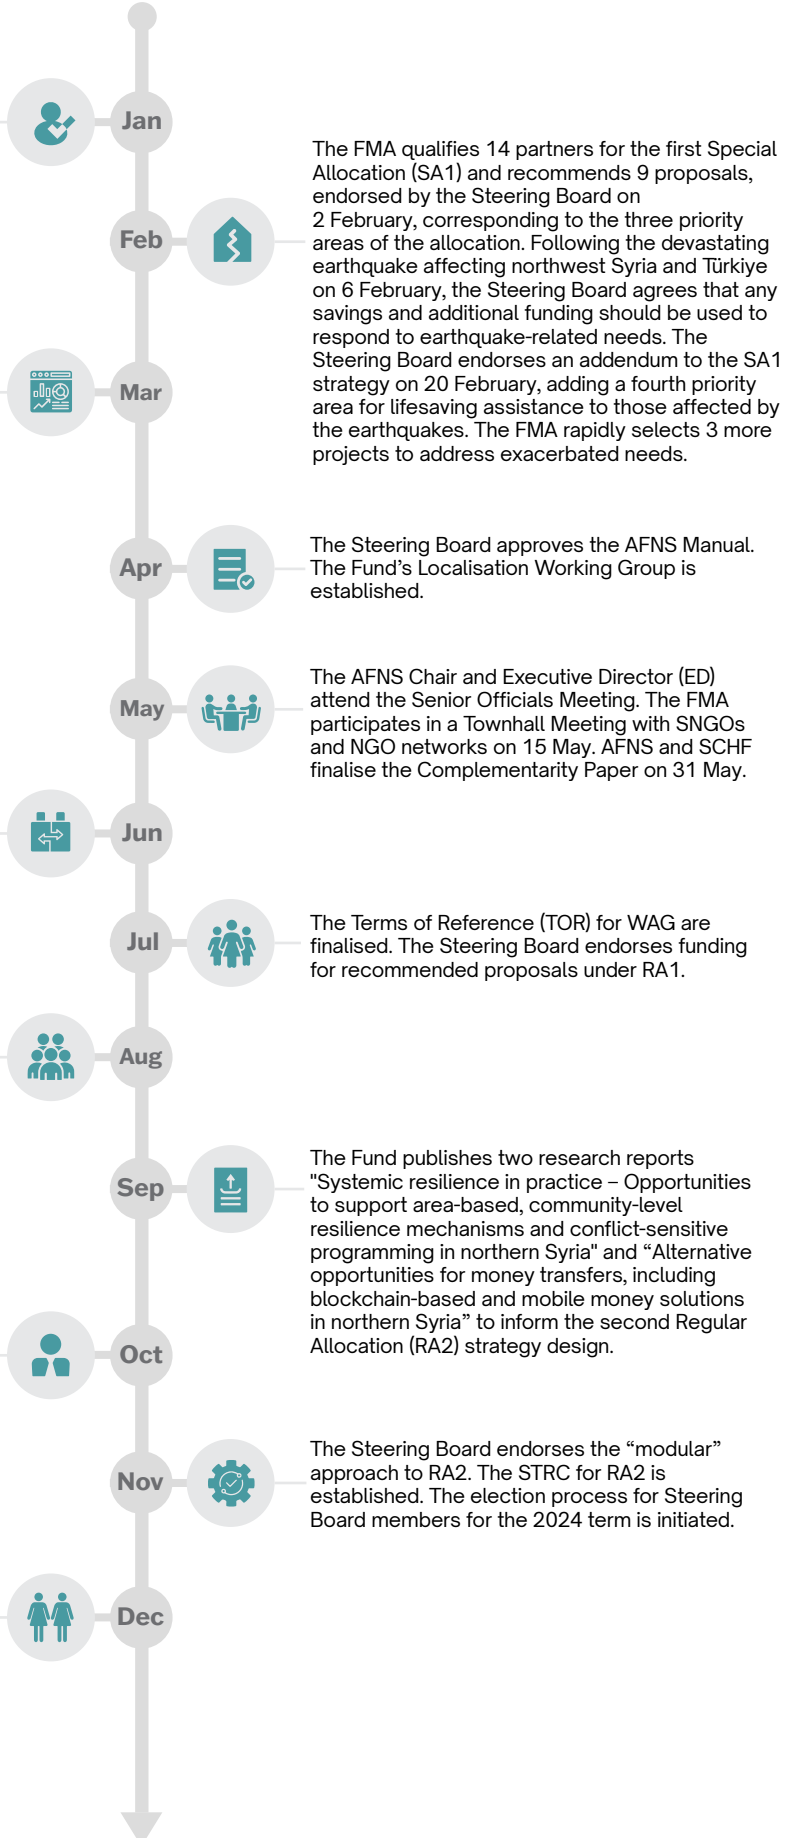 Jan
The FMA qualifies 14 partners for the first Special
Allocation (SA1) and recommends 9 proposals,
endorsed by the Steering Board on
2 February, corresponding to the three priority
areas of the allocation. Following the devastating
earthquake affecting northwest Syria and Türkiye
on 6 February, the Steering Board agrees that any
savings and additional funding should be used to
respond to earthquake-related needs. The
Steering Board endorses an addendum to the SA1
strategy on 20 February, adding a fourth priority
area for lifesaving assistance to those affected by
the earthquakes. The FMA rapidly selects 3 more
projects to address exacerbated needs.
Feb
Mar
Apr
The Steering Board approves the AFNS Manual.
The Fund’s Localisation Working Group is
established.
May
The AFNS Chair and Executive Director (ED)
attend the Senior Officials Meeting. The FMA
participates in a Townhall Meeting with SNGOs
and NGO networks on 15 May. AFNS and SCHF
finalise the Complementarity Paper on 31 May.
Jun
Jul
The Terms of Reference (TOR) for WAG are
finalised. The Steering Board endorses funding
for recommended proposals under RA1.
Aug
Sep
The Fund publishes two research reports
"Systemic resilience in practice – Opportunities
to support area-based, community-level
resilience mechanisms and conflict-sensitive
programming in northern Syria" and “Alternative
opportunities for money transfers, including
blockchain-based and mobile money solutions
in northern Syria” to inform the second Regular
Allocation (RA2) strategy design.
Oct
Nov
The Steering Board endorses the “modular”
approach to RA2. The STRC for RA2 is
established. The election process for Steering
Board members for the 2024 term is initiated.
Dec